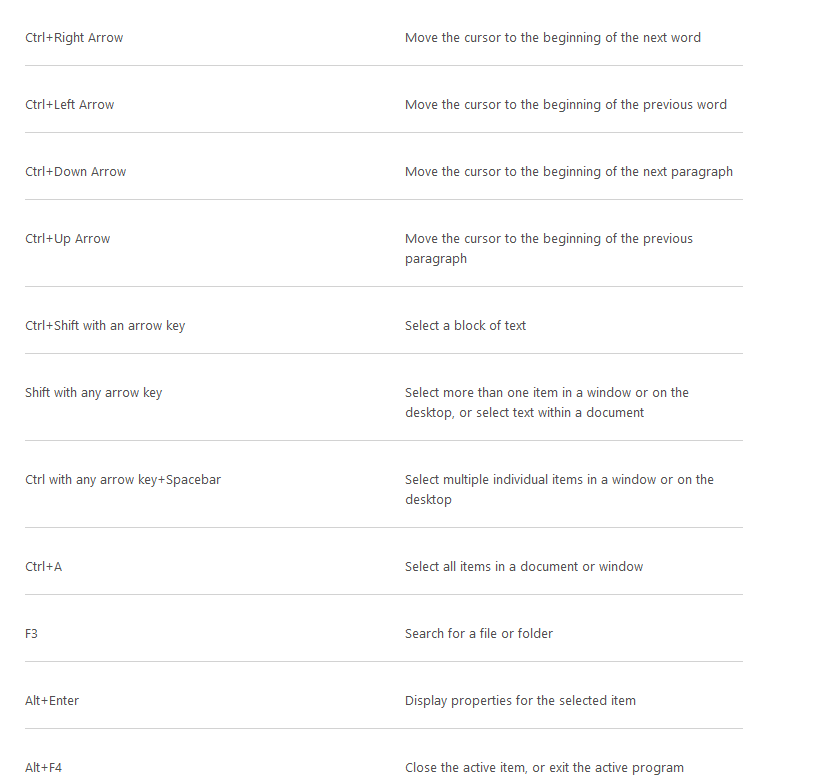 Ctrl+Right Arrow Move the cursor to the beginning of the next word
Ctrl+Left Arrow Move the cursor to the beginning of the previous word
Ctrl+Down Arrow Move the cursor to the beginning of the next paragraph
Ctrl+Up Arrow Move the cursor to the beginning of the previous
paragraph
Ctrl+Shift with an arrow key Select a block of text
Shift with any arrow key Select more than one item in a window or on the
desktop, or select text within a document
Ctrl with any arrow key+Spacebar Select multiple individual items in a window or on the
desktop
Ctrl+A Select all items in a document or window
F3 Search for a file or folder
Alt+Enter Display properties for the selected item
Alt+F4 Close the active item, or exit the active program